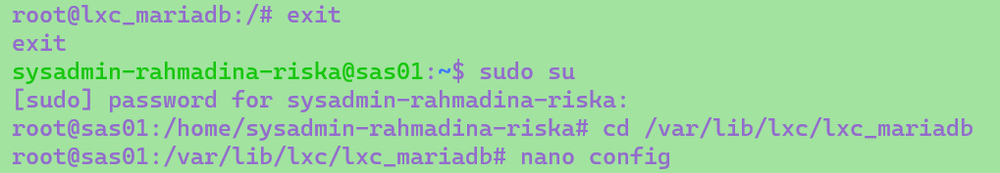 root@lxc_mariadb:/# exit
exit
sysadmin-rahmadina-riska@sas01:~$ sudo su
[sudo] password for sysadmin-rahmadina-riska:
root@sas01:/home/sysadmin-rahmadina-riska# cd /var/lib/lxc/lxc_mariadb
root@sas01:/var/lib/lxc/lxc_mariadb# nano config